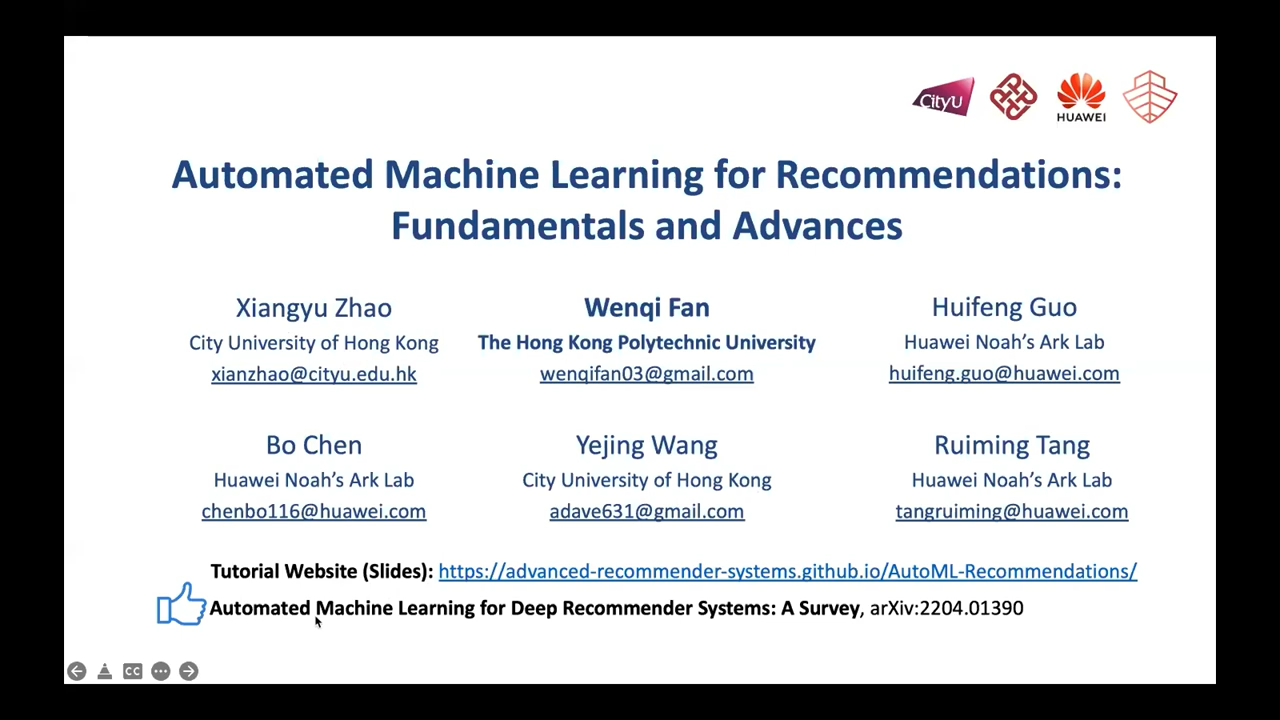 CityU
HUAWEI
Automated Machine Learning for Recommendations:
Fundamentals and Advances
Xiangyu Zhao
City University of Hong Kong
xianzhao@cityu.edu.hk
Wenqi Fan
The Hong Kong Polytechnic University
wenqifan03@gmail.com
Huifeng Guo
Huawei Noah's Ark Lab
huifeng.guo@huawei.com
Bo Chen
Huawei Noah's Ark Lab
chenbo116@huawei.com
Yejing Wang
City University of Hong Kong
adave631@gmail.com
Ruiming Tang
Huawei Noah's Ark Lab
tangruiming@huawei.com
Tutorial Website (Slides): https://advanced-recommender-systems.github.io/AutoML-Recommendations/
Automated Machine Learning for Deep Recommender Systems: A Survey, arXiv:2204.01390
CC